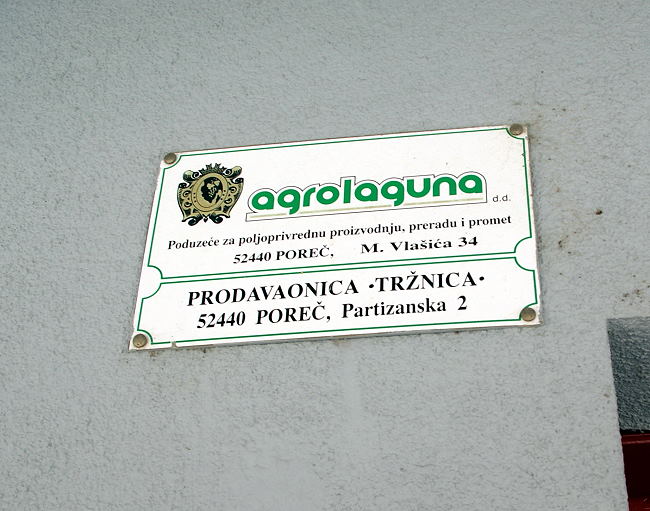 agrolaguna d.d.
Poduzeće za poljoprivrednu proizvodnju, preradu i promet
52440 POREČ, M. Vlašića 34
PRODAVAONICA •TRŽNICA•
52440 POREČ, Partizanska 2